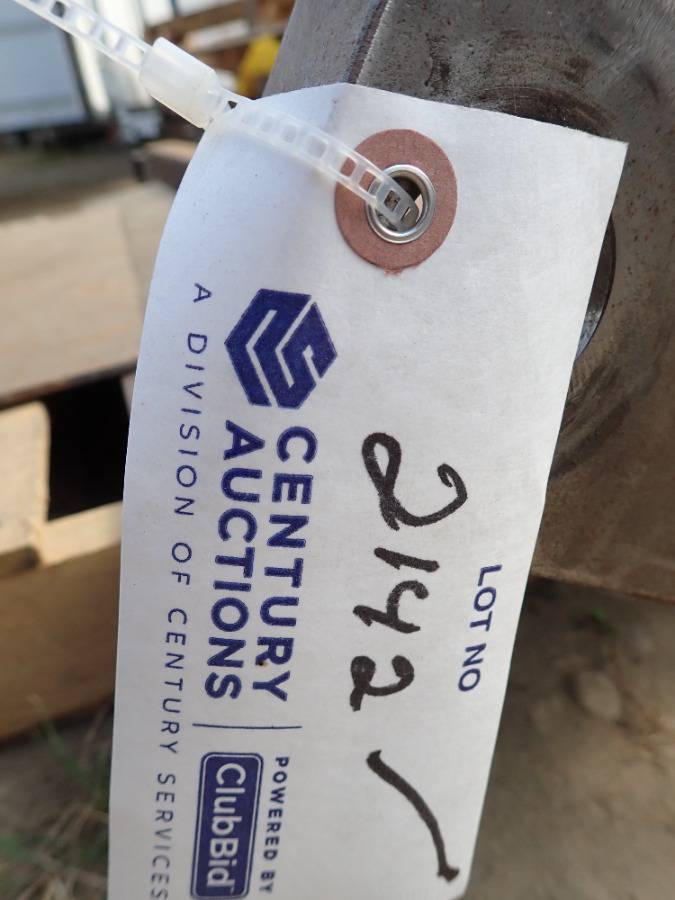 LOT NO
2142
CENTURY
AUCTIONS
A DIVISION OF CENTURY SERVICES
POWERED BY
ClubBid